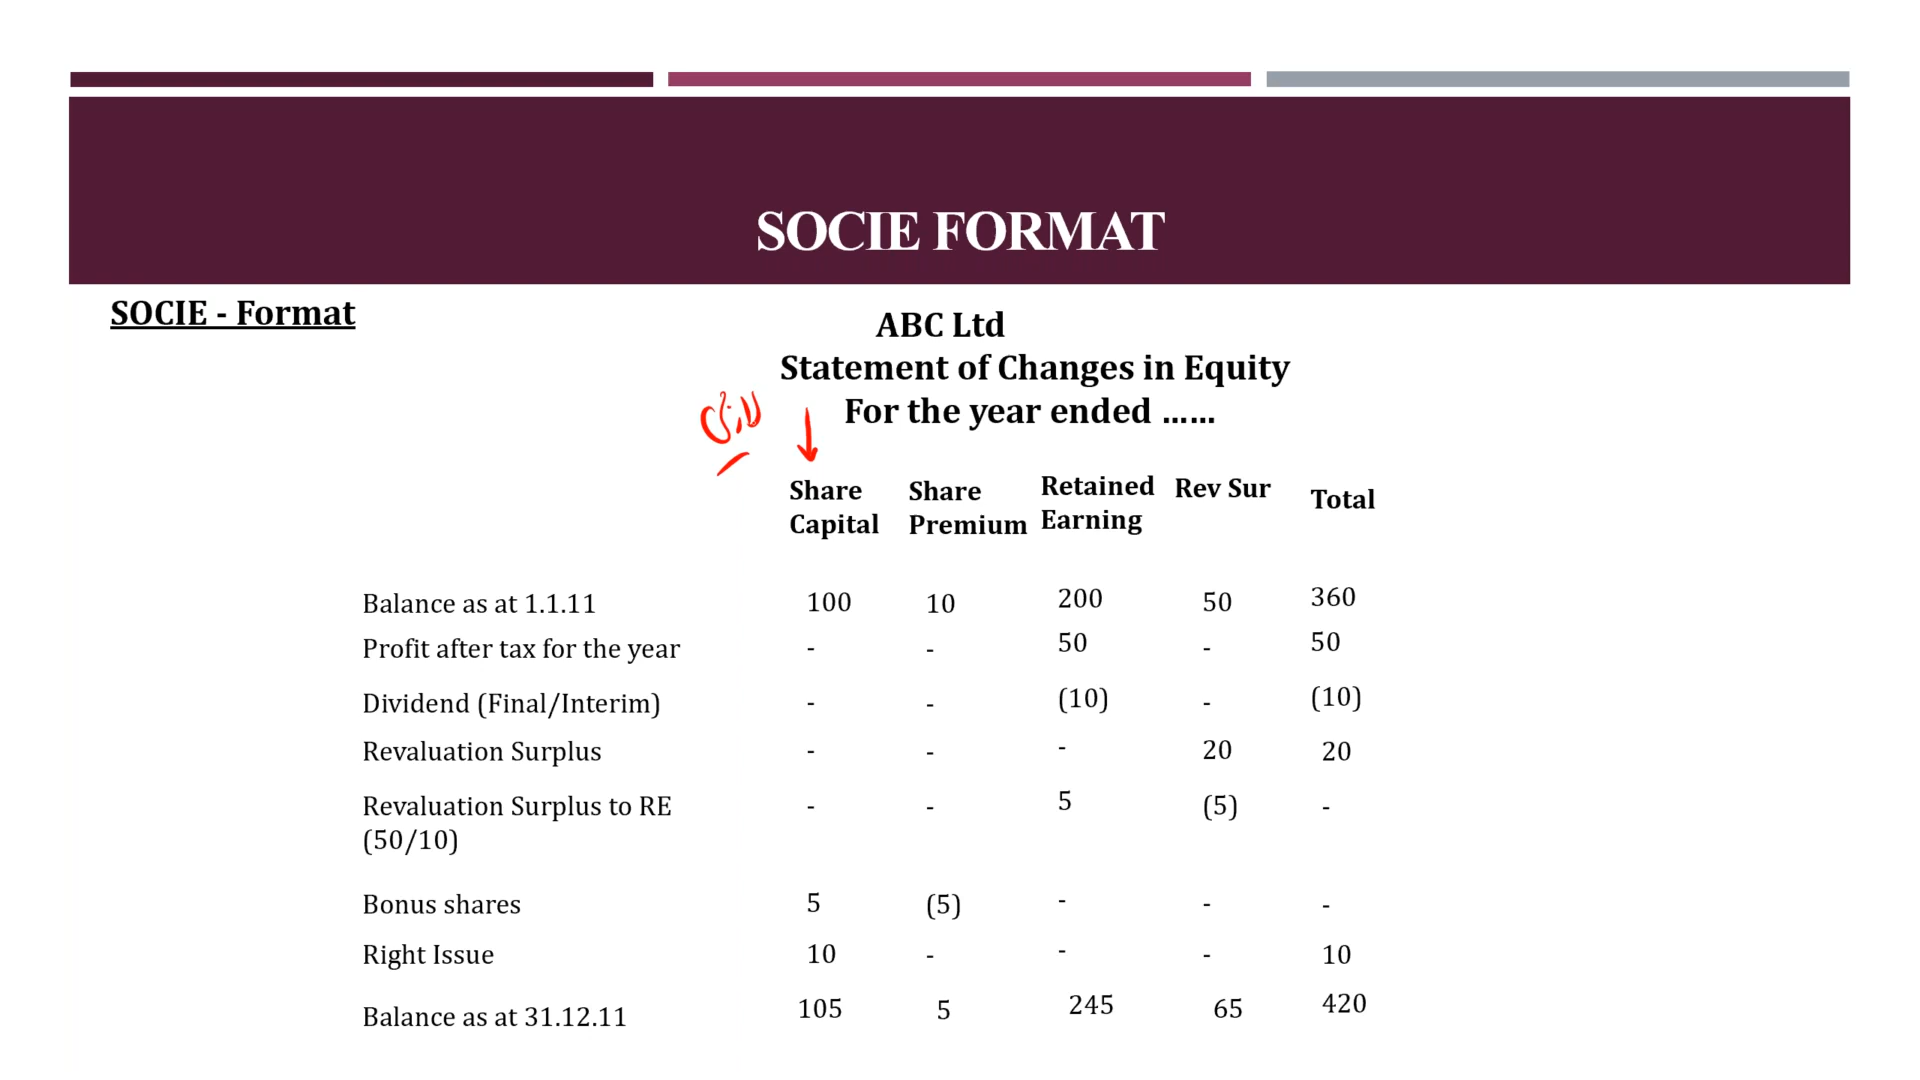 SOCIE FORMAT
SOCIE - Format
ABC Ltd
Statement of Changes in Equity
For the year ended ......
Share Capital Share Premium Retained Earning Rev Sur Total
Balance as at 1.1.11 100 10 200 50 360
Profit after tax for the year - - 50 - 50
Dividend (Final/Interim) - - (10) - (10)
Revaluation Surplus - - - 20 20
Revaluation Surplus to RE - - 5 (5) -
(50/10)
Bonus shares 5 (5) - - -
Right Issue 10 - - - 10
Balance as at 31.12.11 105 5 245 65 420